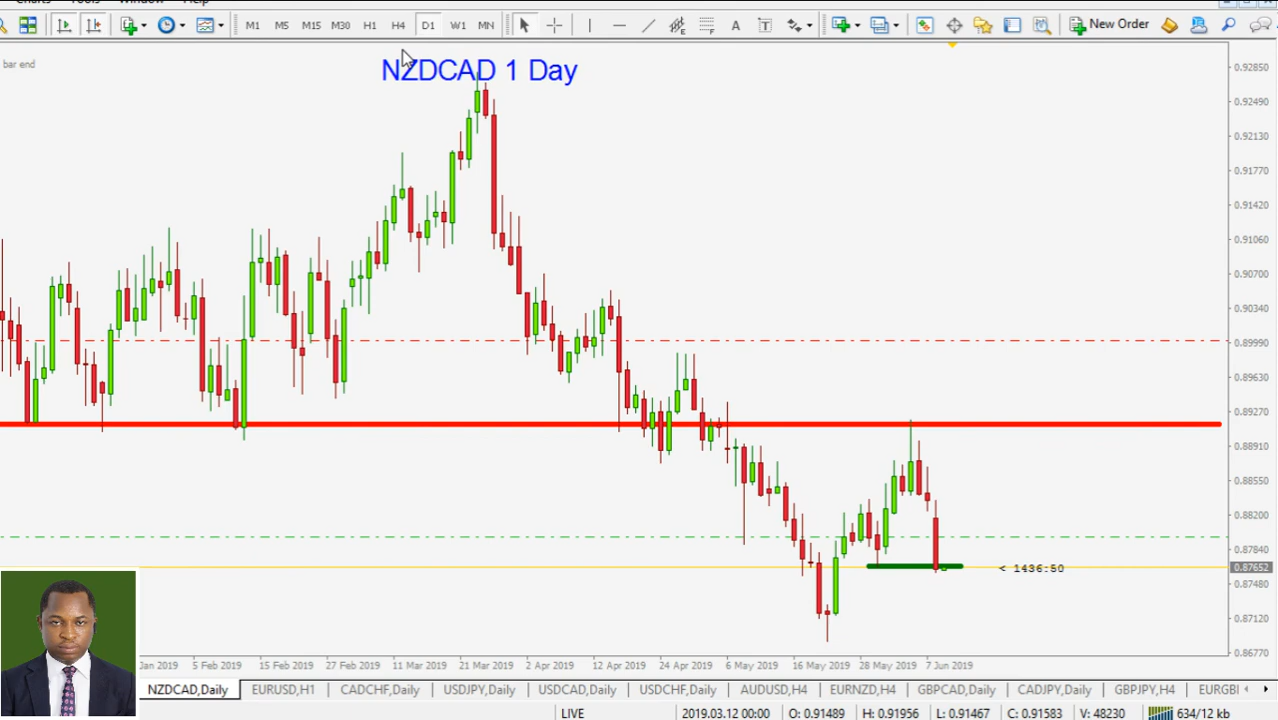 Charts Tools Window Help
M1 M5 M15 M30 H1 H4 D1 W1 MN E F A T New Order
bar end
NZDCAD 1 Day
0.92850
0.92490
0.92130
0.91770
0.91420
0.91060
0.90700
0.90340
0.89990
0.89630
0.89270
0.88910
0.88550
0.88200
0.87840
0.87652
0.87480
0.87120
0.86770
< 1436:50
Jan 2019 5 Feb 2019 15 Feb 2019 27 Feb 2019 11 Mar 2019 21 Mar 2019 2 Apr 2019 12 Apr 2019 24 Apr 2019 6 May 2019 16 May 2019 28 May 2019 7 Jun 2019
NZDCAD,Daily EURUSD,H1 CADCHF,Daily USDJPY,Daily USDCAD,Daily USDCHF,Daily AUDUSD,H4 EURNZD,H4 GBPCAD,Daily CADJPY,Daily GBPJPY,H4 EURGBI
LIVE 2019.03.12 00:00 O: 0.91489 H: 0.91956 L: 0.91467 C: 0.91583 V: 48230 634/12 kb